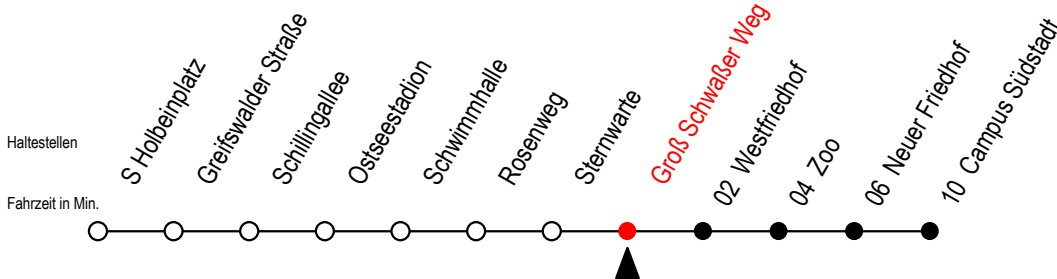 Haltestellen
Fahrzeit in Min.
S Holbeinplatz
Greifswalder Straße
Schillingallee
Ostseestadion
Schwimmhalle
Rosenweg
Sternwarte
Groß Schwaßer Weg
02 Westfriedhof
04 Zoo
06 Neuer Friedhof
10 Campus Südstadt